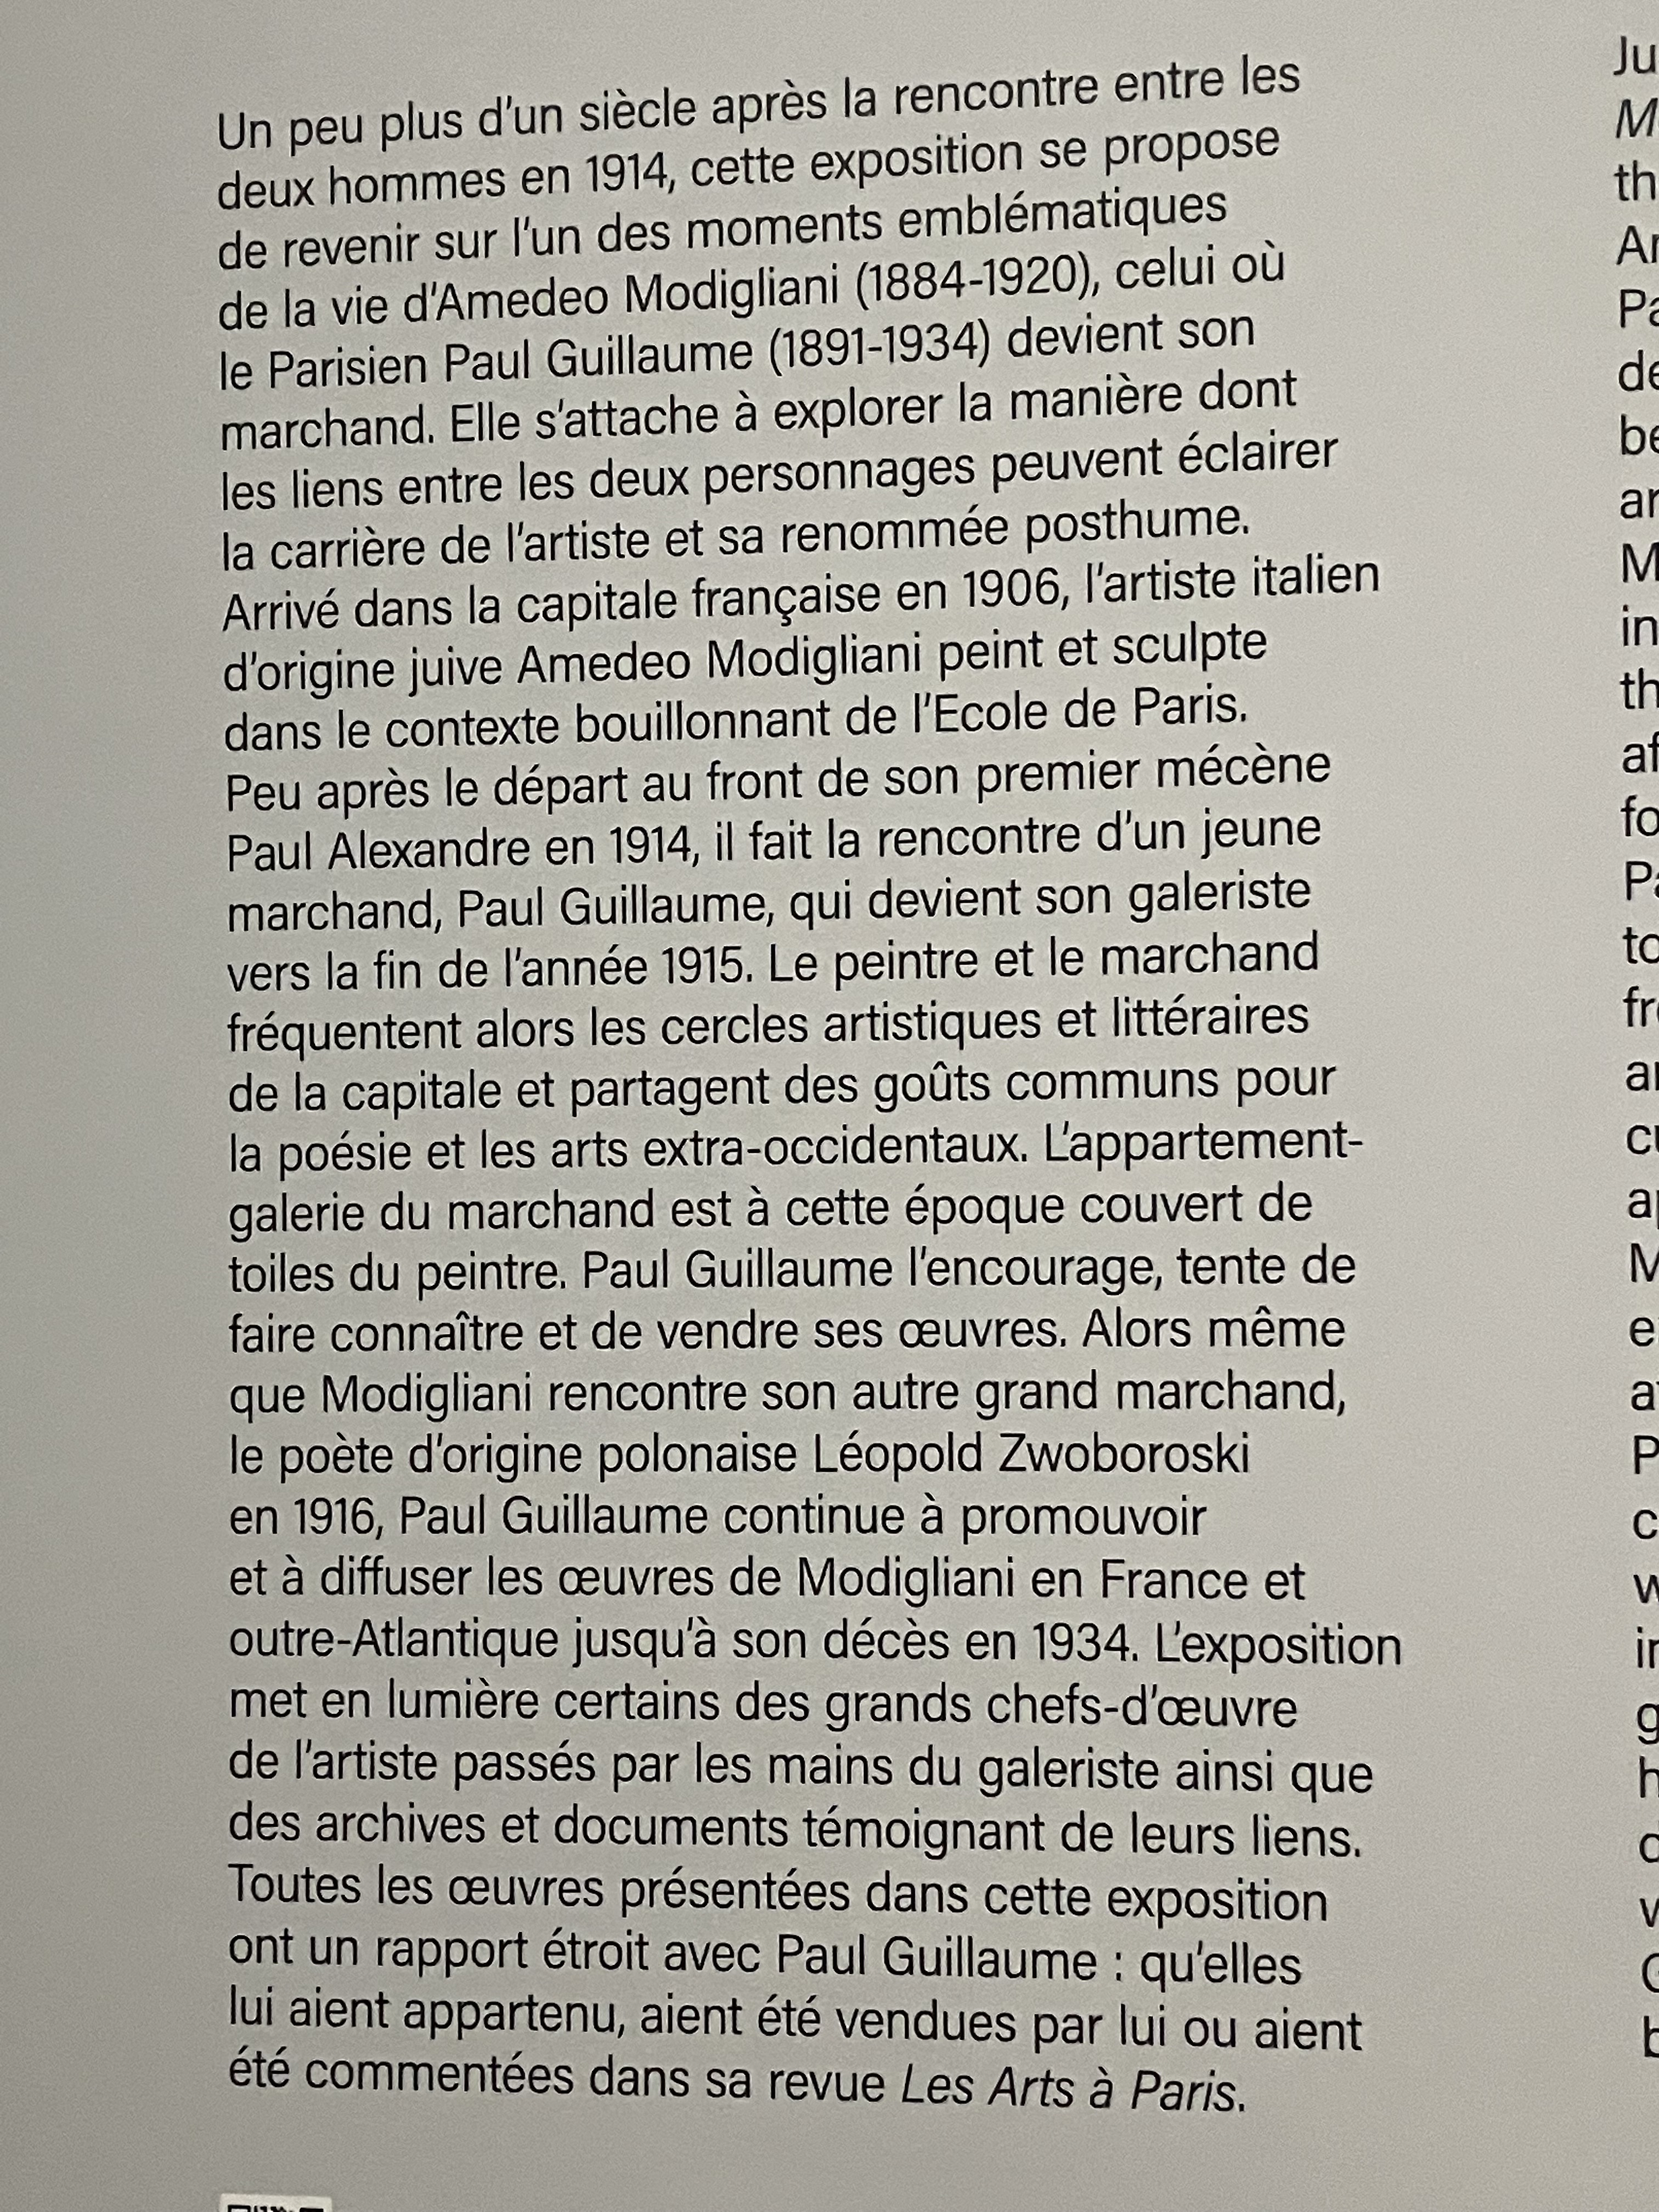 Un peu plus d'un siècle après la rencontre entre les
deux hommes en 1914, cette exposition se propose
de revenir sur l'un des moments emblématiques
de la vie d'Amedeo Modigliani (1884-1920), celui où
le Parisien Paul Guillaume (1891-1934) devient son
marchand. Elle s'attache à explorer la manière dont
les liens entre les deux personnages peuvent éclairer
la carrière de l'artiste et sa renommée posthume.
Arrivé dans la capitale française en 1906, l'artiste italien
d'origine juive Amedeo Modigliani peint et sculpte
dans le contexte bouillonnant de l'Ecole de Paris.
Peu après le départ au front de son premier mécène
Paul Alexandre en 1914, il fait la rencontre d'un jeune
marchand, Paul Guillaume, qui devient son galeriste
vers la fin de l'année 1915. Le peintre et le marchand
fréquentent alors les cercles artistiques et littéraires
de la capitale et partagent des goûts communs pour
la poésie et les arts extra-occidentaux. L'appartement-
galerie du marchand est à cette époque couvert de
toiles du peintre. Paul Guillaume l'encourage, tente de
faire connaître et de vendre ses œuvres. Alors même
que Modigliani rencontre son autre grand marchand,
le poète d'origine polonaise Léopold Zwoboroski
en 1916, Paul Guillaume continue à promouvoir
et à diffuser les œuvres de Modigliani en France et
outre-Atlantique jusqu'à son décès en 1934. L'exposition
met en lumière certains des grands chefs-d'œuvre
de l'artiste passés par les mains du galeriste ainsi que
des archives et documents témoignant de leurs liens.
Toutes les œuvres présentées dans cette exposition
ont un rapport étroit avec Paul Guillaume : qu'elles
lui aient appartenu, aient été vendues par lui ou aient
été commentées dans sa revue Les Arts à Paris.